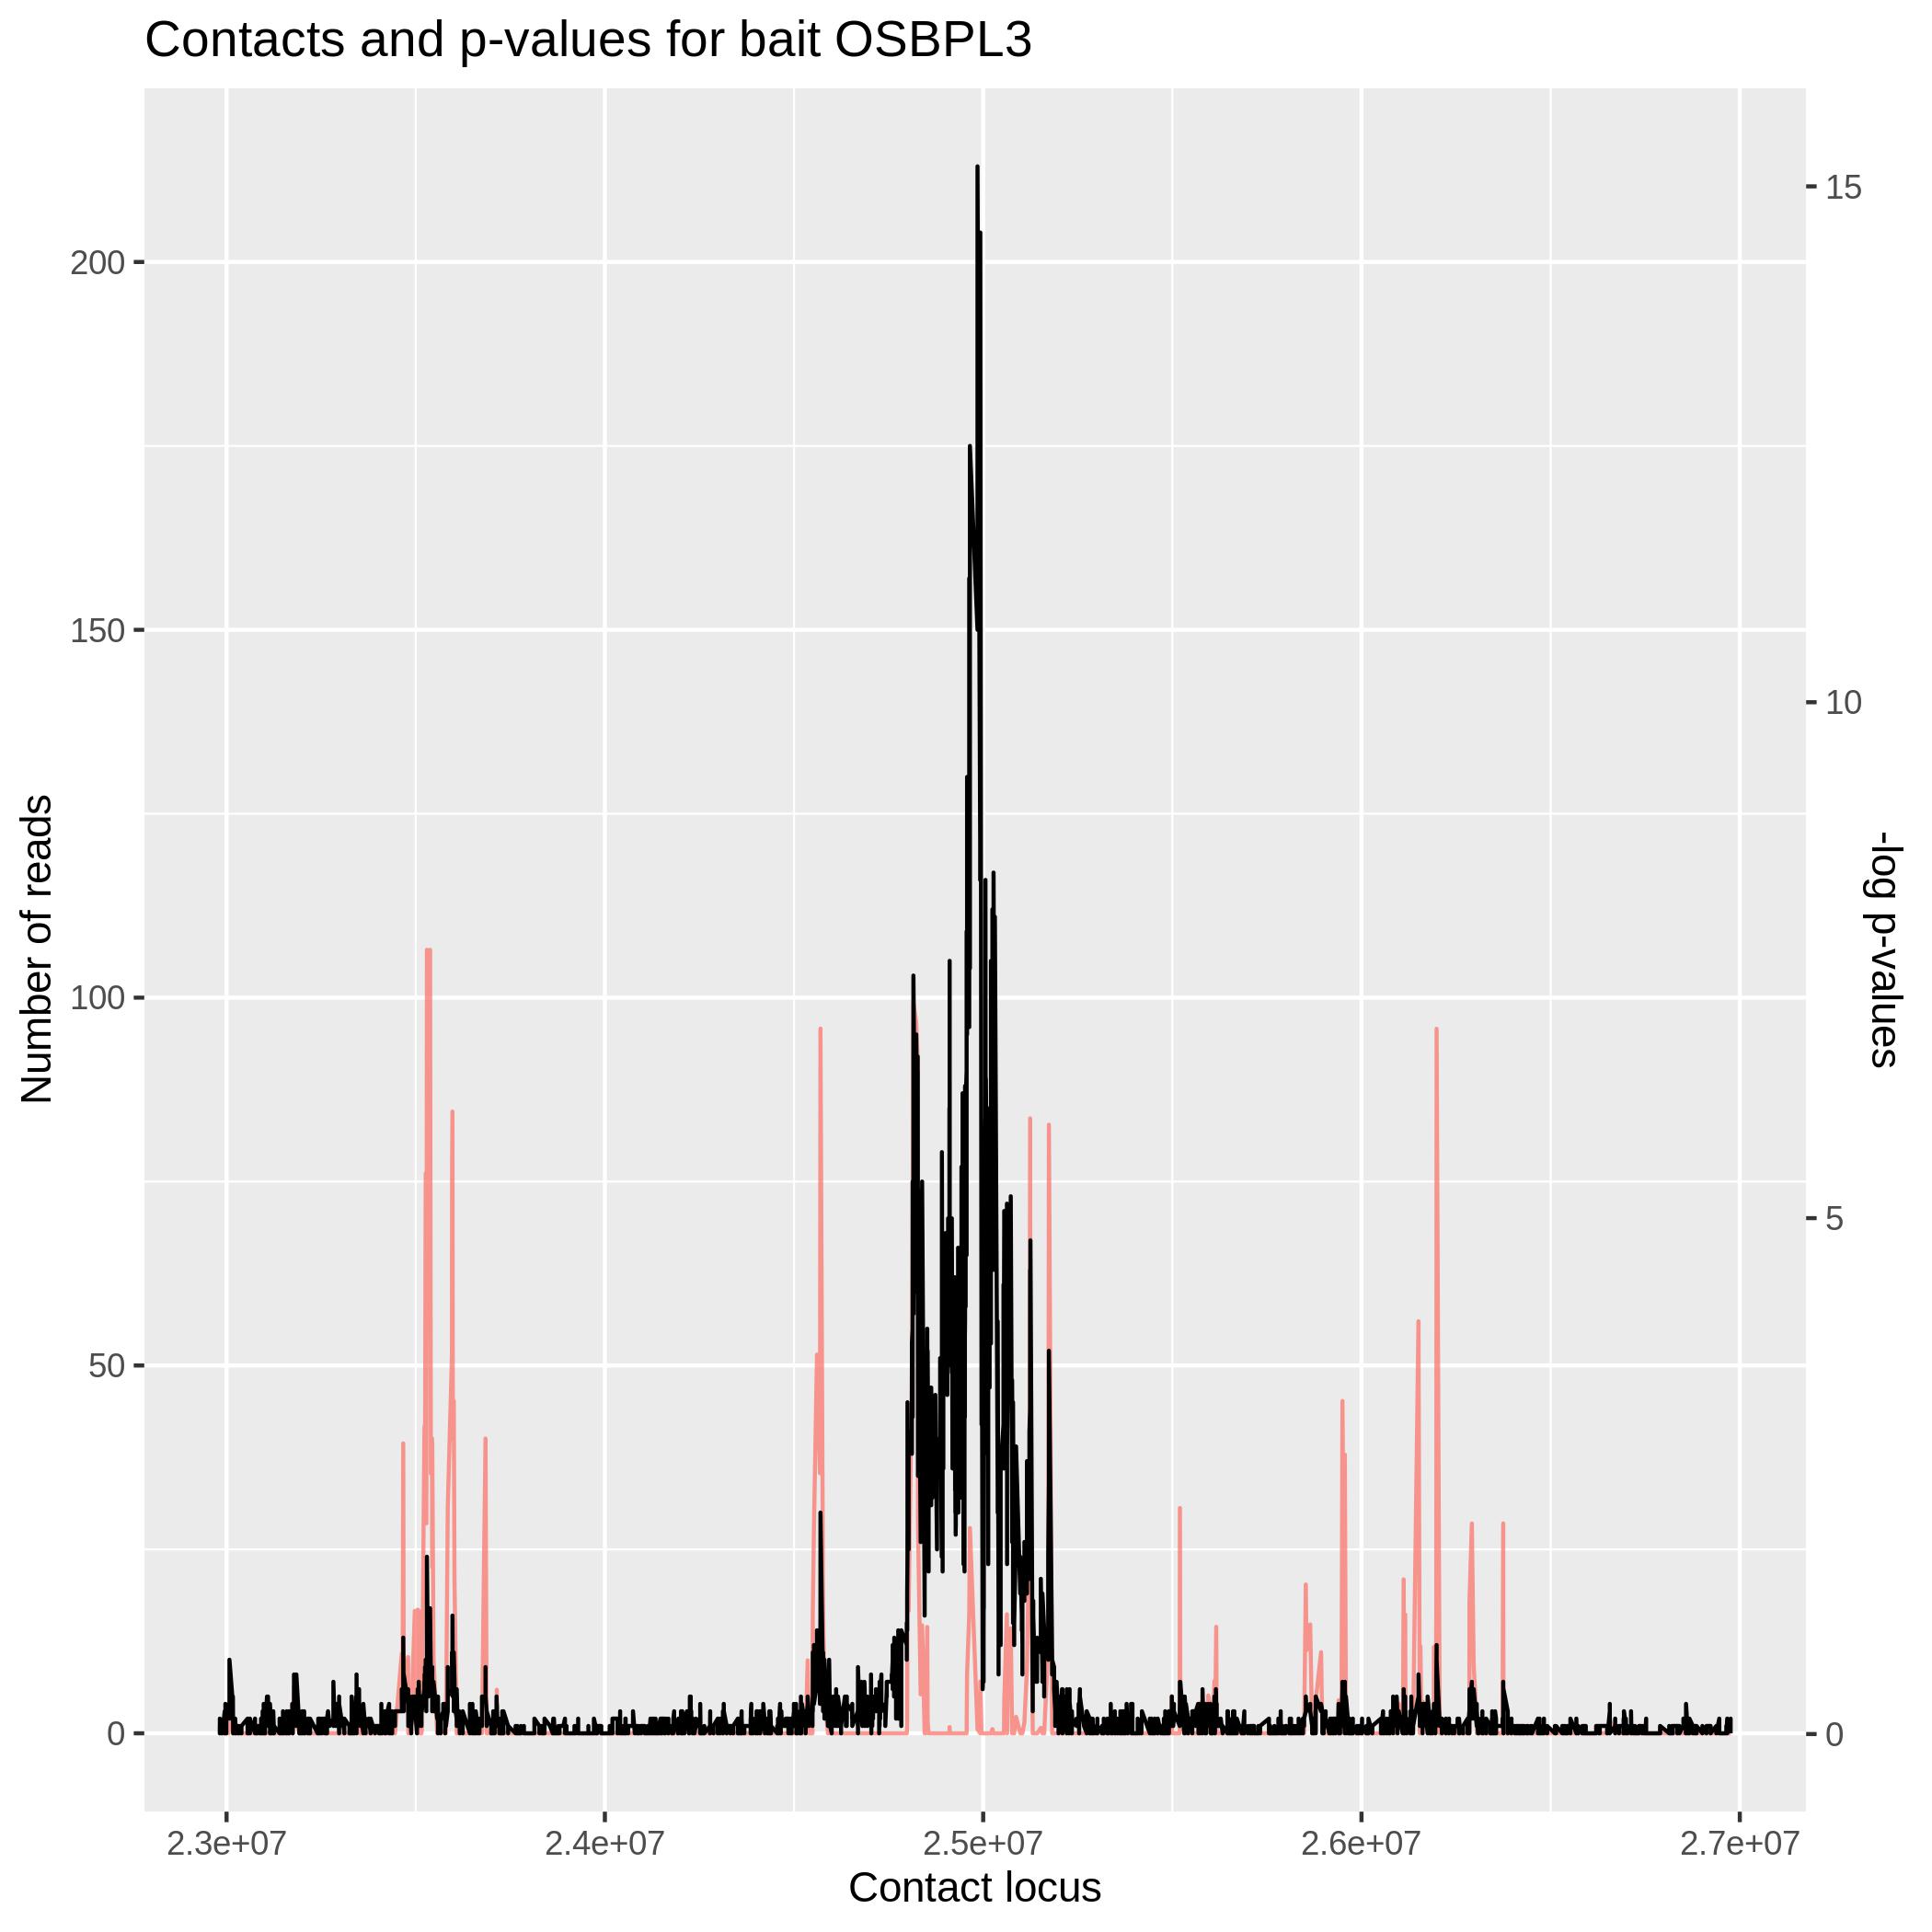 Contacts and p-values for bait OSBPL3
200
150
100
50
0
Number of reads
15
10
5
0
-log p-values
2.3e+07 2.4e+07 2.5e+07 2.6e+07 2.7e+07
Contact locus